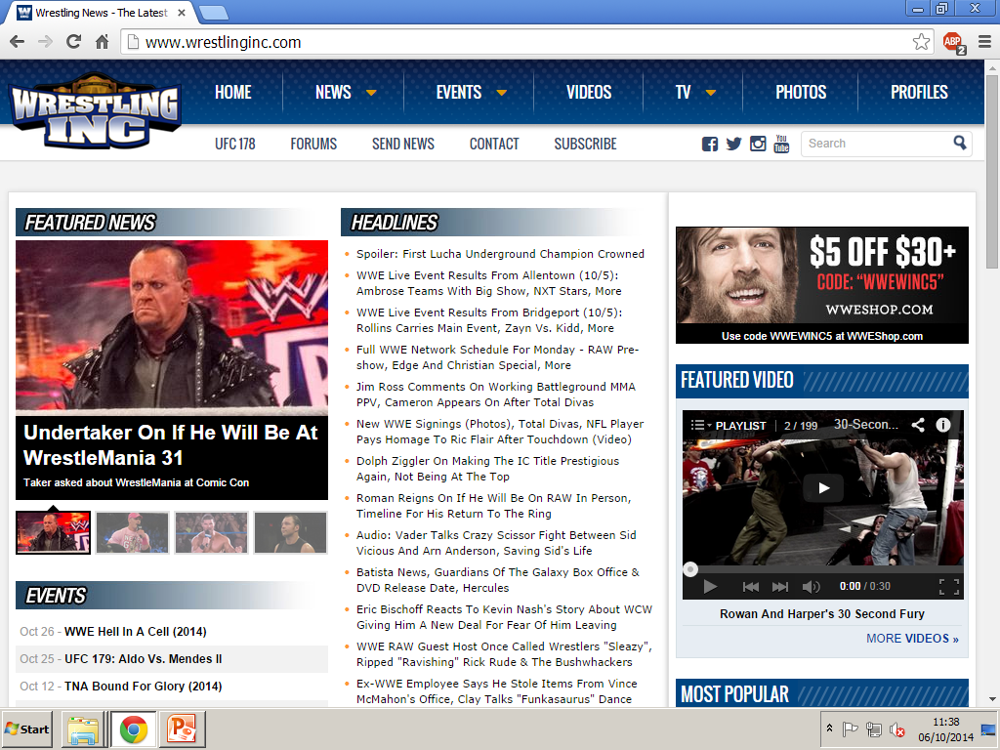 Wrestling News - The Latest
www.wrestlinginc.com
ABP
2
WRESTLING
INC
HOME
NEWS
EVENTS
VIDEOS
TV
PHOTOS
PROFILES
UFC 178
FORUMS
SEND NEWS
CONTACT
SUBSCRIBE
You
Tube
Search
FEATURED NEWS
Undertaker On If He Will Be At
WrestleMania 31
Taker asked about WrestleMania at Comic Con
EVENTS
Oct 26 - WWE Hell In A Cell (2014)
Oct 25 - UFC 179: Aldo Vs. Mendes II
Oct 12 - TNA Bound For Glory (2014)
HEADLINES
Spoiler: First Lucha Underground Champion Crowned
WWE Live Event Results From Allentown (10/5):
Ambrose Teams With Big Show, NXT Stars, More
WWE Live Event Results From Bridgeport (10/5):
Rollins Carries Main Event, Zayn Vs. Kidd, More
Full WWE Network Schedule For Monday - RAW Pre-
show, Edge And Christian Special, More
Jim Ross Comments On Working Battleground MMA
PPV, Cameron Appears On After Total Divas
New WWE Signings (Photos), Total Divas, NFL Player
Pays Homage To Ric Flair After Touchdown (Video)
Dolph Ziggler On Making The IC Title Prestigious
Again, Not Being At The Top
Roman Reigns On If He Will Be On RAW In Person,
Timeline For His Return To The Ring
Audio: Vader Talks Crazy Scissor Fight Between Sid
Vicious And Arn Anderson, Saving Sid's Life
Batista News, Guardians Of The Galaxy Box Office &
DVD Release Date, Hercules
Eric Bischoff Reacts To Kevin Nash's Story About WCW
Giving Him A New Deal For Fear Of Him Leaving
WWE RAW Guest Host Once Called Wrestlers "Sleazy",
Ripped "Ravishing" Rick Rude & The Bushwhackers
Ex-WWE Employee Says He Stole Items From Vince
McMahon's Office, Clay Talks "Funkasaurus" Dance
$5 OFF $30+
CODE: "WWEWINC5"
WWESHOP.COM
Use code WWEWINC5 at WWEShop.com
FEATURED VIDEO
PLAYLIST
2 / 199
30-Secon...
0:00 / 0:30
Rowan And Harper's 30 Second Fury
MORE VIDEOS »
MOST POPULAR
Start
11:38
06/10/2014